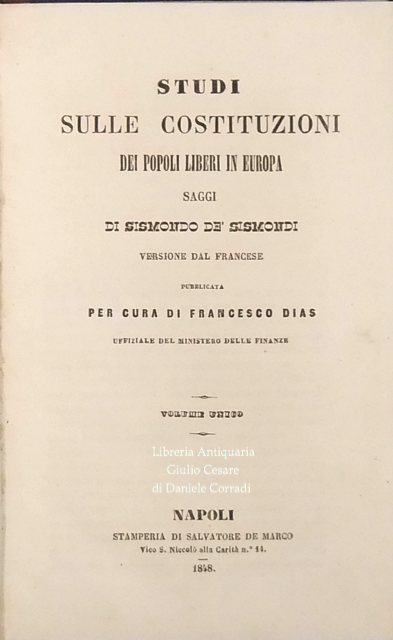 STUDI
SULLE COSTITUZIONI
DEI POPOLI LIBERI IN EUROPA
SAGGI
DI SISMONDO DE' SISMONDI
VERSIONE DAL FRANCESE
PUBBLICATA
PER CURA DI FRANCESCO DIAS
UFFIZIALE DEL MINISTERO DELLE FINANZE
VOLUME UNICO
Libreria Antiquaria
Giulio Cesare
di Daniele Corradi
NAPOLI
STAMPERIA DI SALVATORE DE MARCO
Vico S. Niccolò alla Carità n.° 14.
1848.